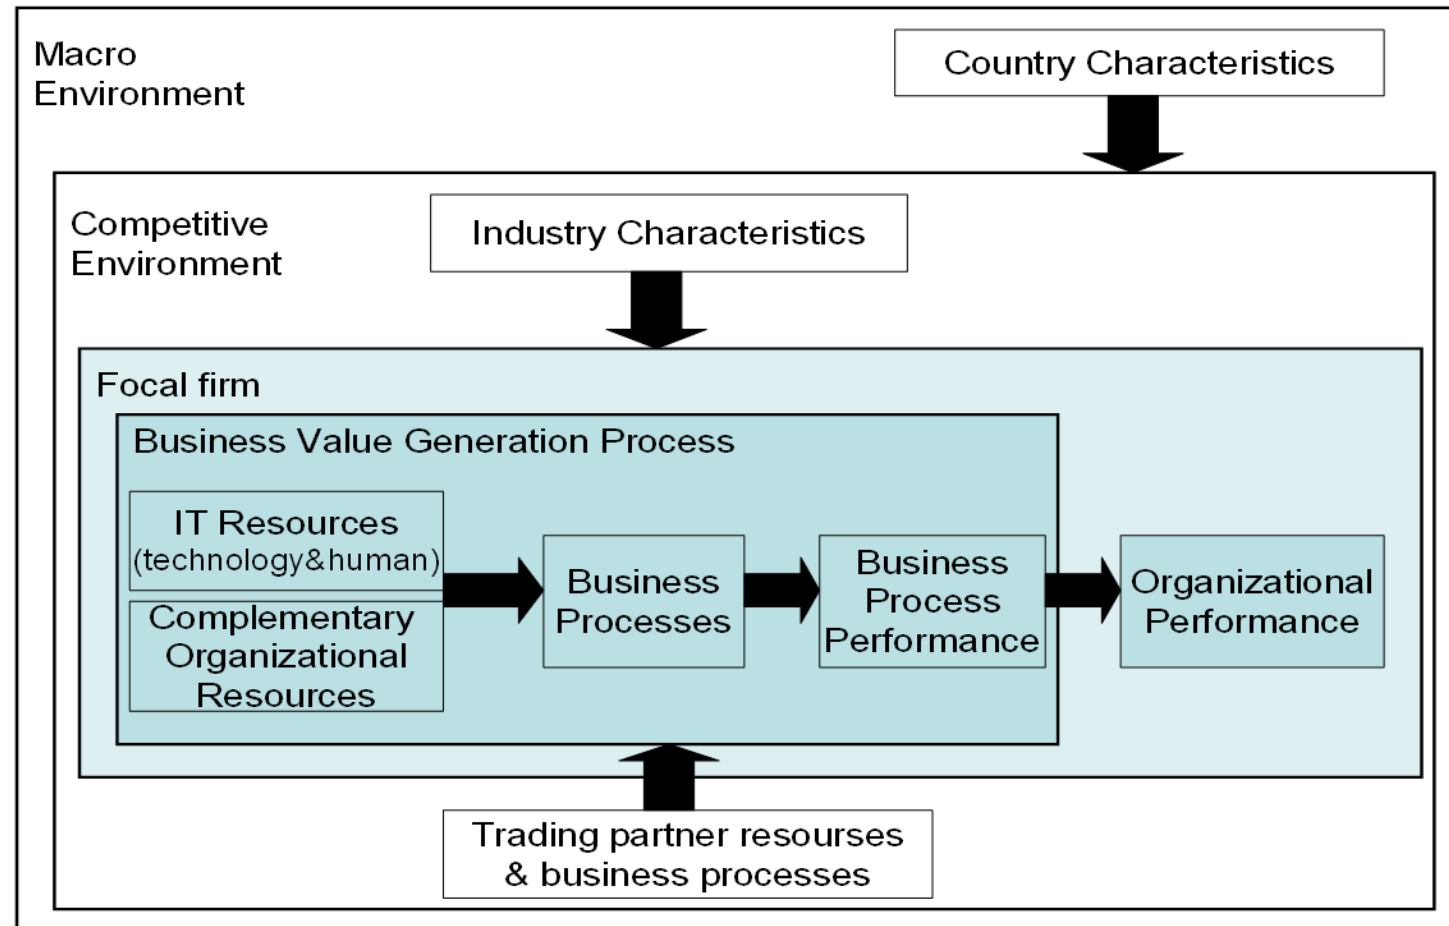 Macro
Environment
Country Characteristics
Competitive
Environment
Industry Characteristics
Focal firm
Business Value Generation Process
IT Resources
(technology&human)
Complementary
Organizational
Resources
Business
Processes
Business
Process
Performance
Organizational
Performance
Trading partner resourses
& business processes